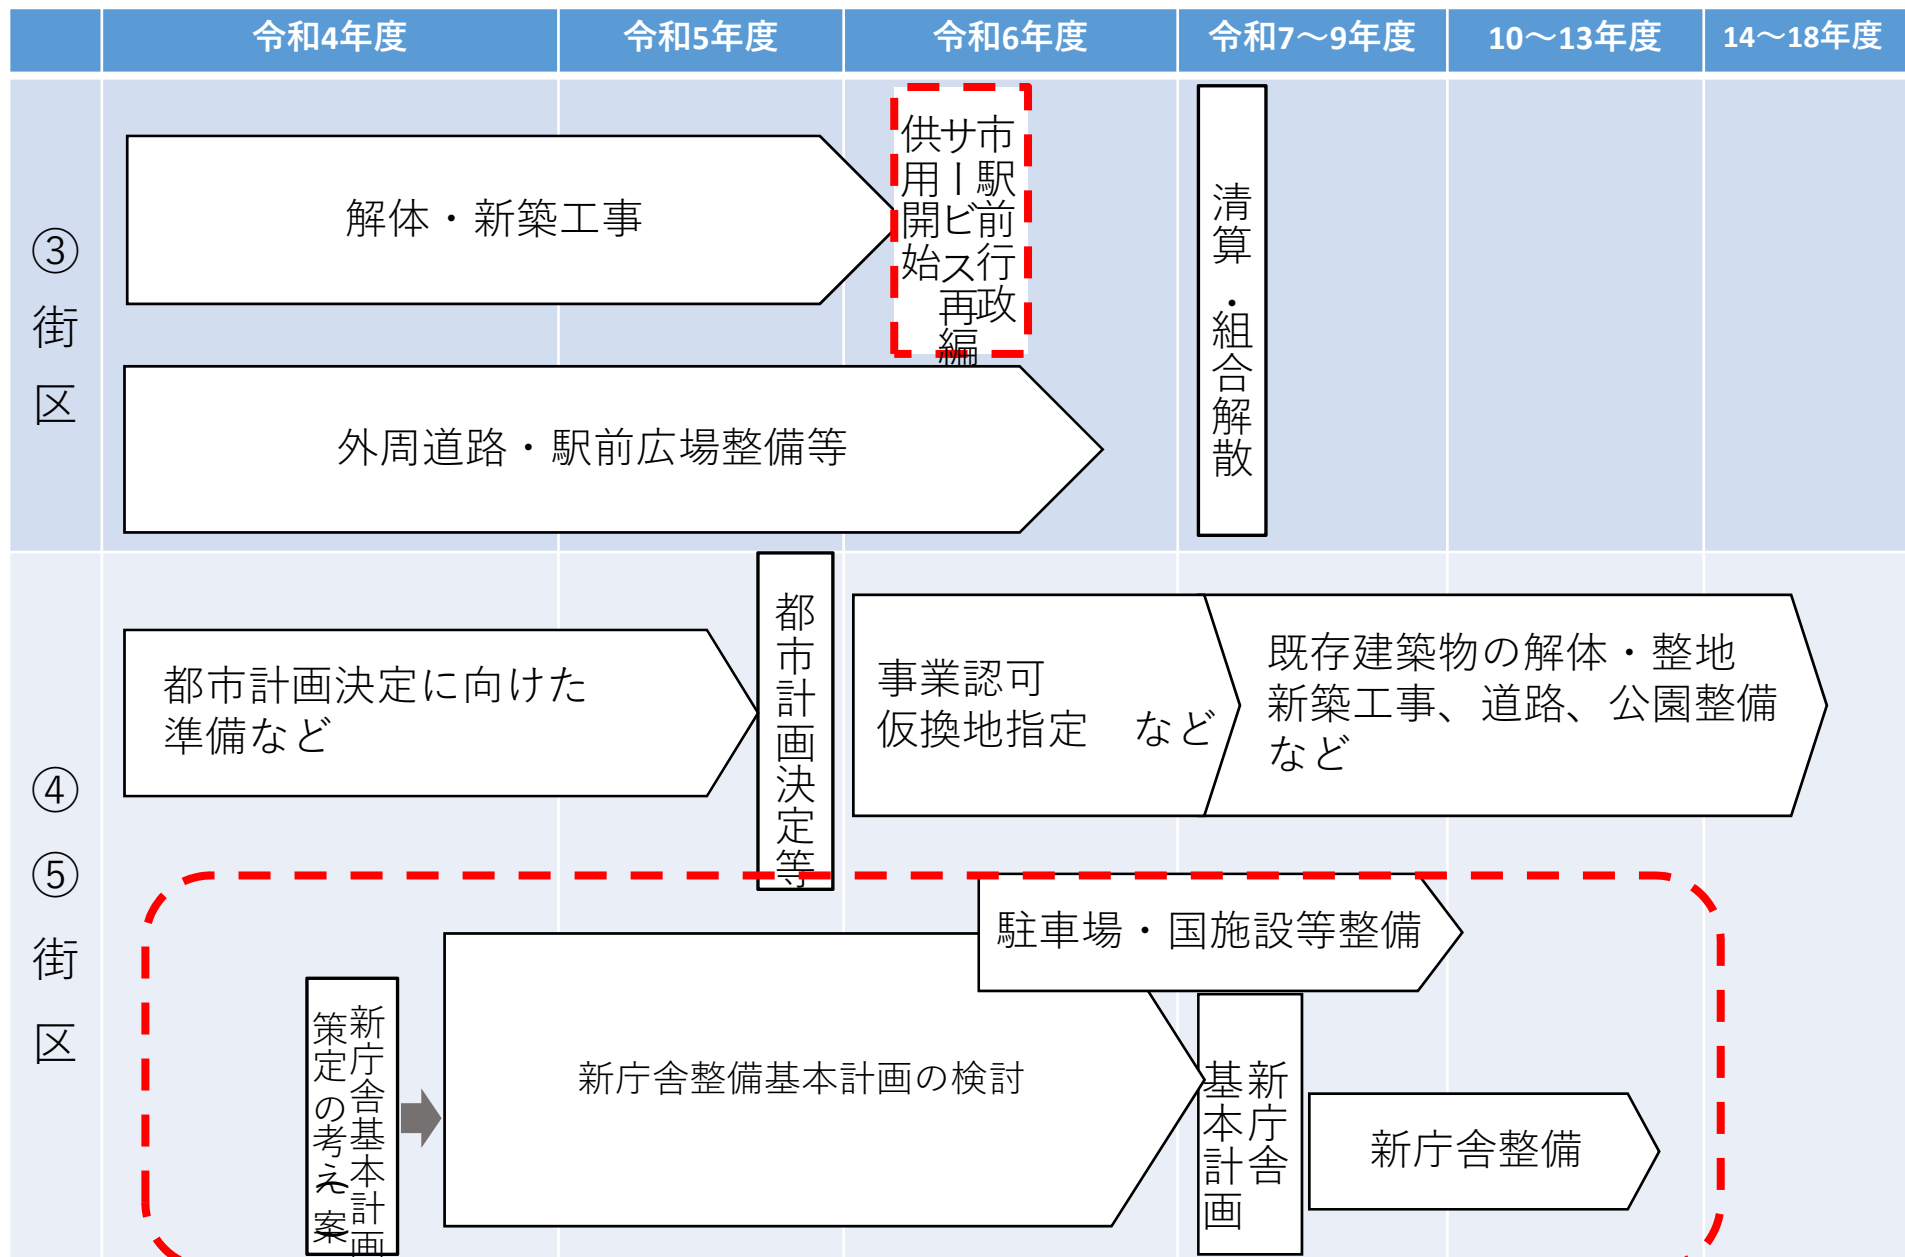 令和4年度
令和5年度
令和6年度
令和7～9年度
10～13年度
14～18年度
③街区
解体・新築工事
市駅前行政
サービス再編
供用開始
清算・組合解散
外周道路・駅前広場整備等
④⑤街区
都市計画決定に向けた
準備など
都市計画決定等
事業認可
仮換地指定　など
既存建築物の解体・整地
新築工事、道路、公園整備
など
駐車場・国施設等整備
新庁舎基本計画
策定の考え（案
新庁舎整備基本計画の検討
新庁舎
基本計画
新庁舎整備